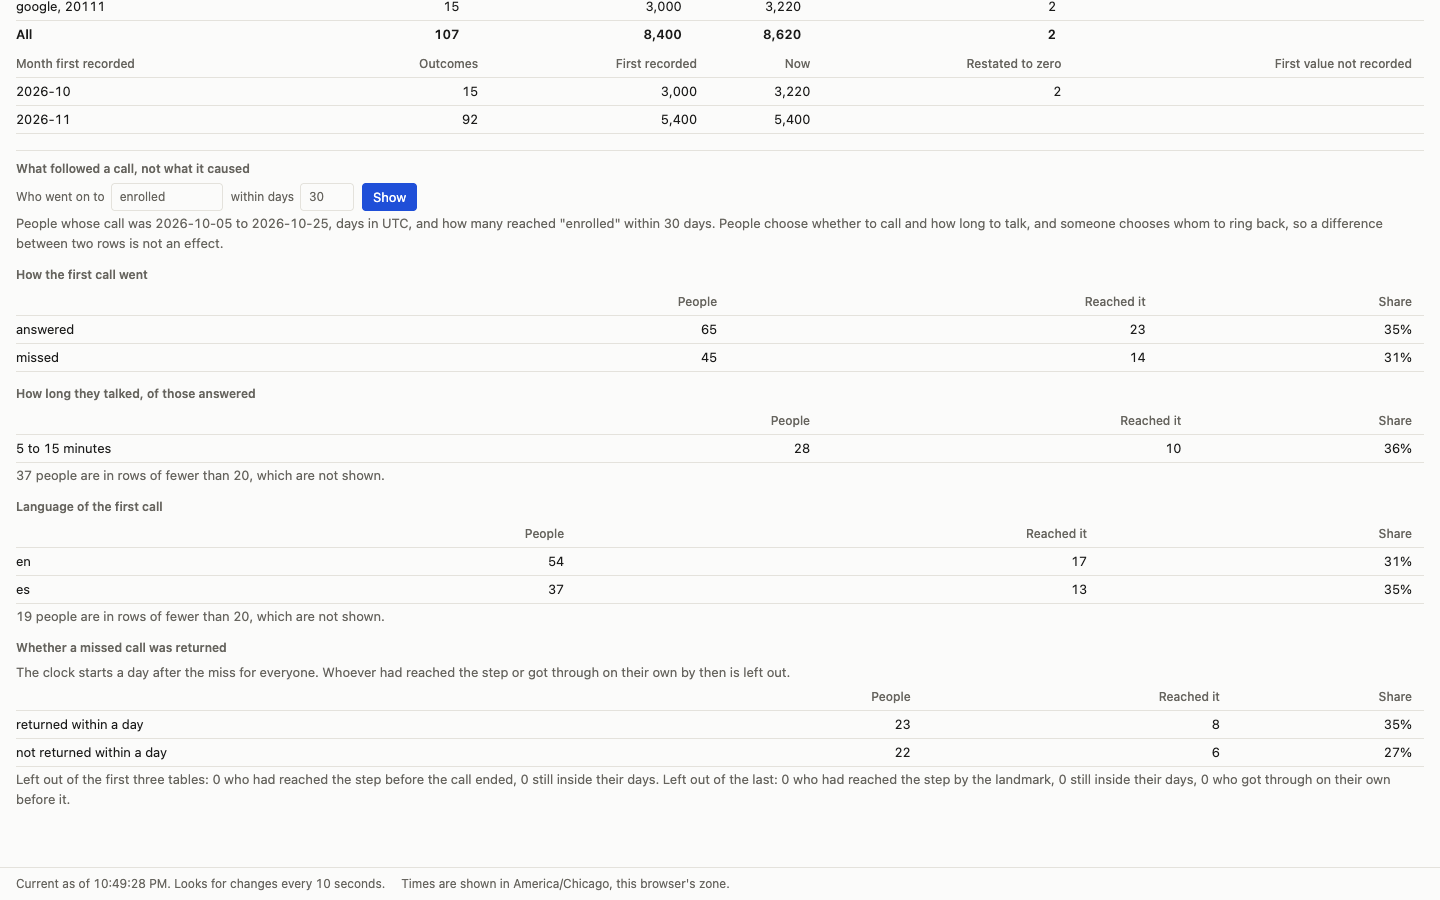 google, 20111 15 3,000 3,220 2
All 107 8,400 8,620 2
Month first recorded Outcomes First recorded Now Restated to zero First value not recorded
2026-10 15 3,000 3,220 2
2026-11 92 5,400 5,400
What followed a call, not what it caused
Who went on to enrolled within days 30 Show
People whose call was 2026-10-05 to 2026-10-25, days in UTC, and how many reached "enrolled" within 30 days. People choose whether to call and how long to talk, and someone chooses whom to ring back, so a difference
between two rows is not an effect.
How the first call went
People Reached it Share
answered 65 23 35%
missed 45 14 31%
How long they talked, of those answered
People Reached it Share
5 to 15 minutes 28 10 36%
37 people are in rows of fewer than 20, which are not shown.
Language of the first call
People Reached it Share
en 54 17 31%
es 37 13 35%
19 people are in rows of fewer than 20, which are not shown.
Whether a missed call was returned
The clock starts a day after the miss for everyone. Whoever had reached the step or got through on their own by then is left out.
People Reached it Share
returned within a day 23 8 35%
not returned within a day 22 6 27%
Left out of the first three tables: 0 who had reached the step before the call ended, 0 still inside their days. Left out of the last: 0 who had reached the step by the landmark, 0 still inside their days, 0 who got through on their own
before it.
Current as of 10:49:28 PM. Looks for changes every 10 seconds. Times are shown in America/Chicago, this browser's zone.